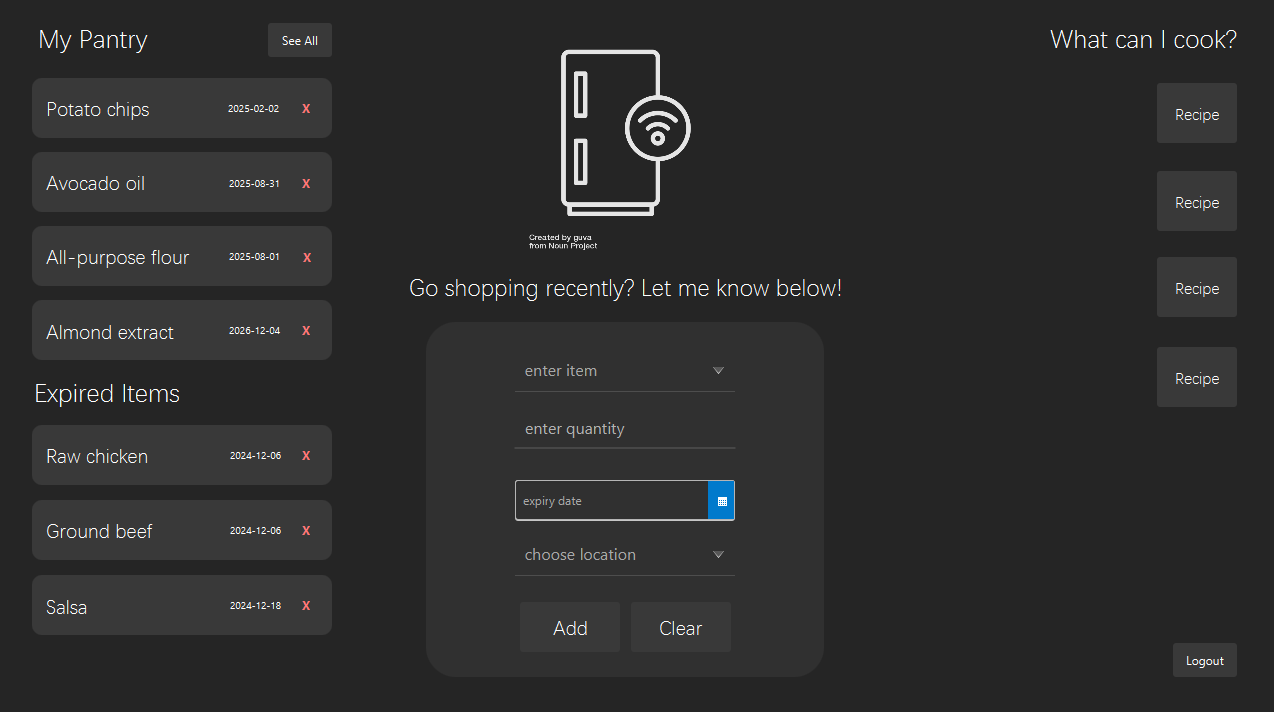 My Pantry
See All
Potato chips 2025-02-02 X
Avocado oil 2025-08-31 X
All-purpose flour 2025-08-01 X
Almond extract 2026-12-04 X
Expired Items
Raw chicken 2024-12-06 X
Ground beef 2024-12-06 X
Salsa 2024-12-18 X
Created by guva
from Noun Project
Go shopping recently? Let me know below!
enter item
enter quantity
expiry date
choose location
Add Clear
What can I cook?
Recipe
Recipe
Recipe
Recipe
Logout